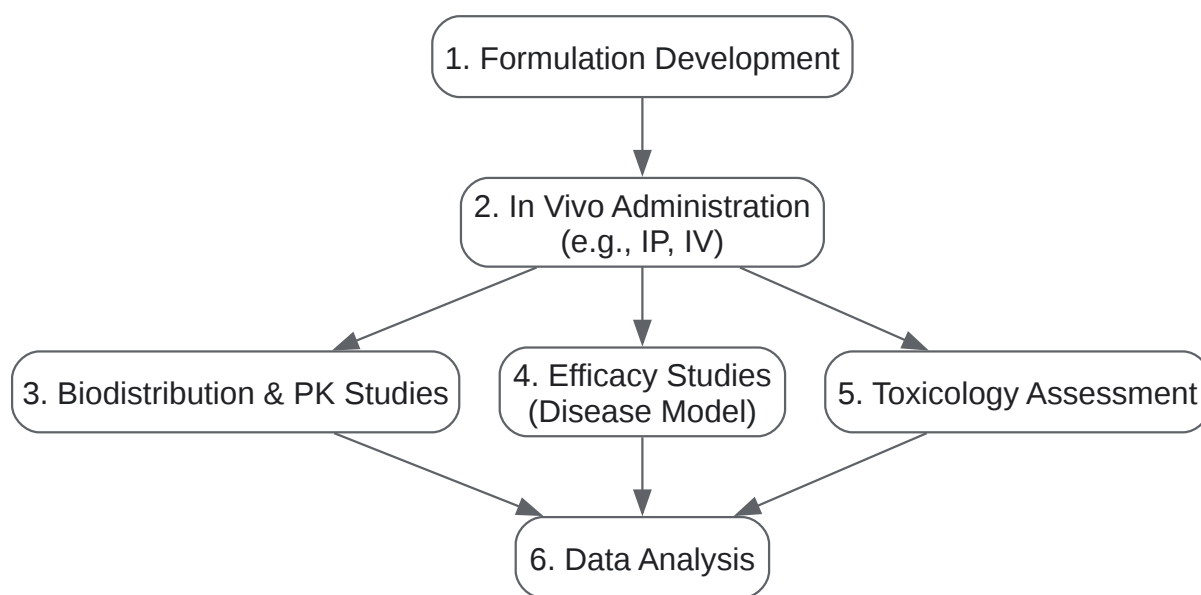 1. Formulation Development
2. In Vivo Administration
(e.g., IP, IV)
3. Biodistribution & PK Studies
4. Efficacy Studies
(Disease Model)
5. Toxicology Assessment
6. Data Analysis